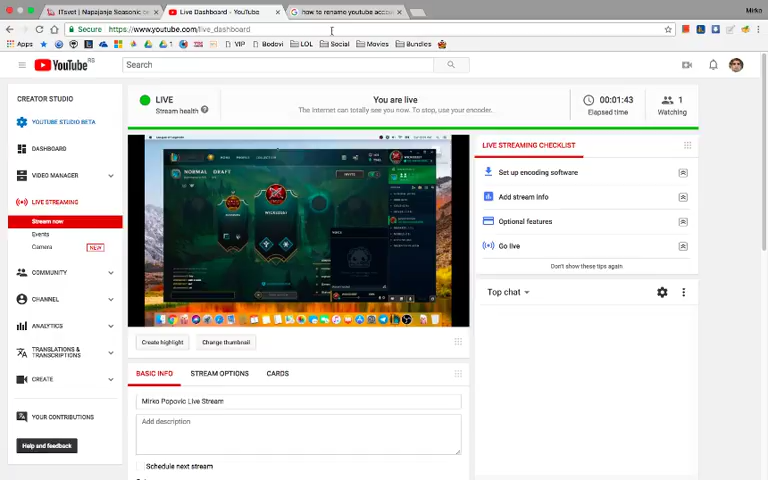 ITsvet | Napajanje Seasonic
Live Dashboard - YouTube
how to rename youtube acco
Mirko
Secure
https://www.youtube.com/live_dashboard
Apps
1
VIP
Bodovi
LOL
Social
Movies
Bundles
YouTube RS
Search
CREATOR STUDIO
YOUTUBE STUDIO BETA
DASHBOARD
VIDEO MANAGER
LIVE STREAMING
Stream now
Events
Camera
NEW
COMMUNITY
CHANNEL
ANALYTICS
TRANSLATIONS &
TRANSCRIPTIONS
CREATE
YOUR CONTRIBUTIONS
Help and feedback
LIVE
Stream health
You are live
The internet can totally see you now. To stop, use your encoder.
00:01:43
Elapsed time
1
Watching
NORMAL DRAFT
INVITE
Create highlight
Change thumbnail
BASIC INFO
STREAM OPTIONS
CARDS
Mirko Popovic Live Stream
Add description
Schedule next stream
LIVE STREAMING CHECKLIST
Set up encoding software
Add stream info
Optional features
Go live
Don't show these tips again
Top chat